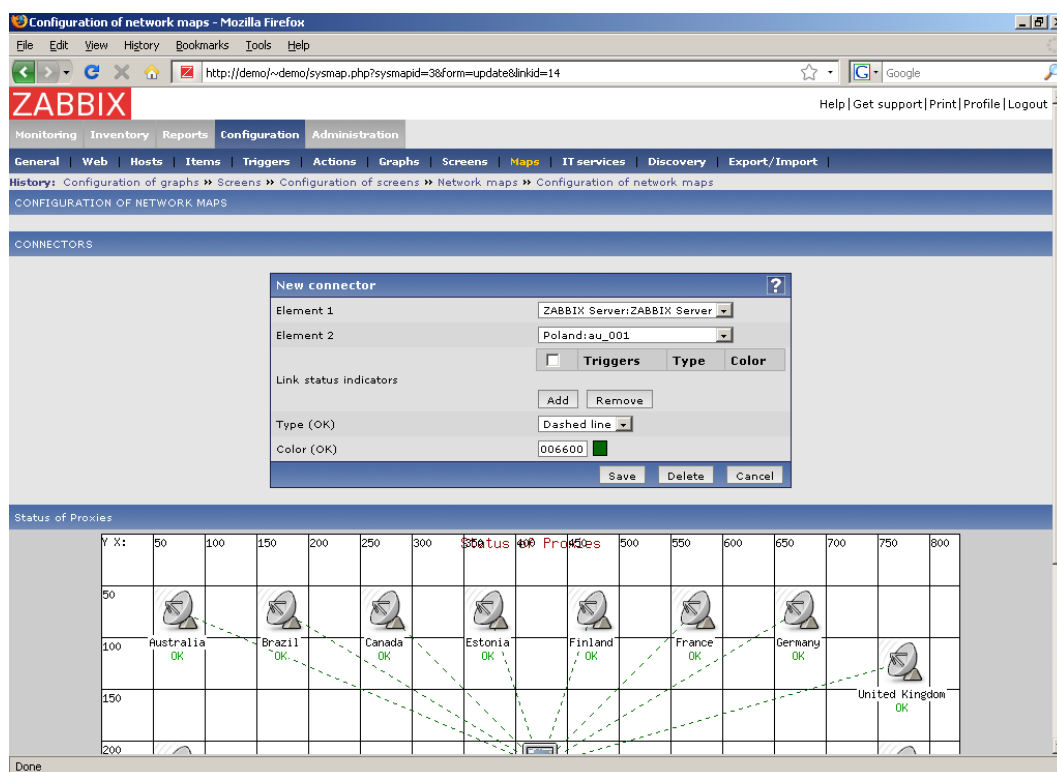 Configuration of network maps - Mozilla Firefox
File Edit View History Bookmarks Tools Help
http://demo/~demo/sysmap.php?sysmapid=3&form=update&linkid=14
G Google
ZABBIX
Help | Get support | Print | Profile | Logout
Monitoring Inventory Reports Configuration Administration
General | Web | Hosts | Items | Triggers | Actions | Graphs | Screens | Maps | IT services | Discovery | Export/Import |
History: Configuration of graphs » Screens » Configuration of screens » Network maps » Configuration of network maps
CONFIGURATION OF NETWORK MAPS
CONNECTORS
New connector ?
Element 1 ZABBIX Server:ZABBIX Server
Element 2 Poland:au_001
Triggers Type Color
Link status indicators
Add Remove
Type (OK) Dashed line
Color (OK) 006600
Save Delete Cancel
Status of Proxies
Y X: 50 100 150 200 250 300 350 400 450 500 550 600 650 700 750 800
Status of Proxies
50
Australia Brazil Canada Estonia Finland France Germany
100
OK OK OK OK OK OK OK
150
United Kingdom
OK
200
Done